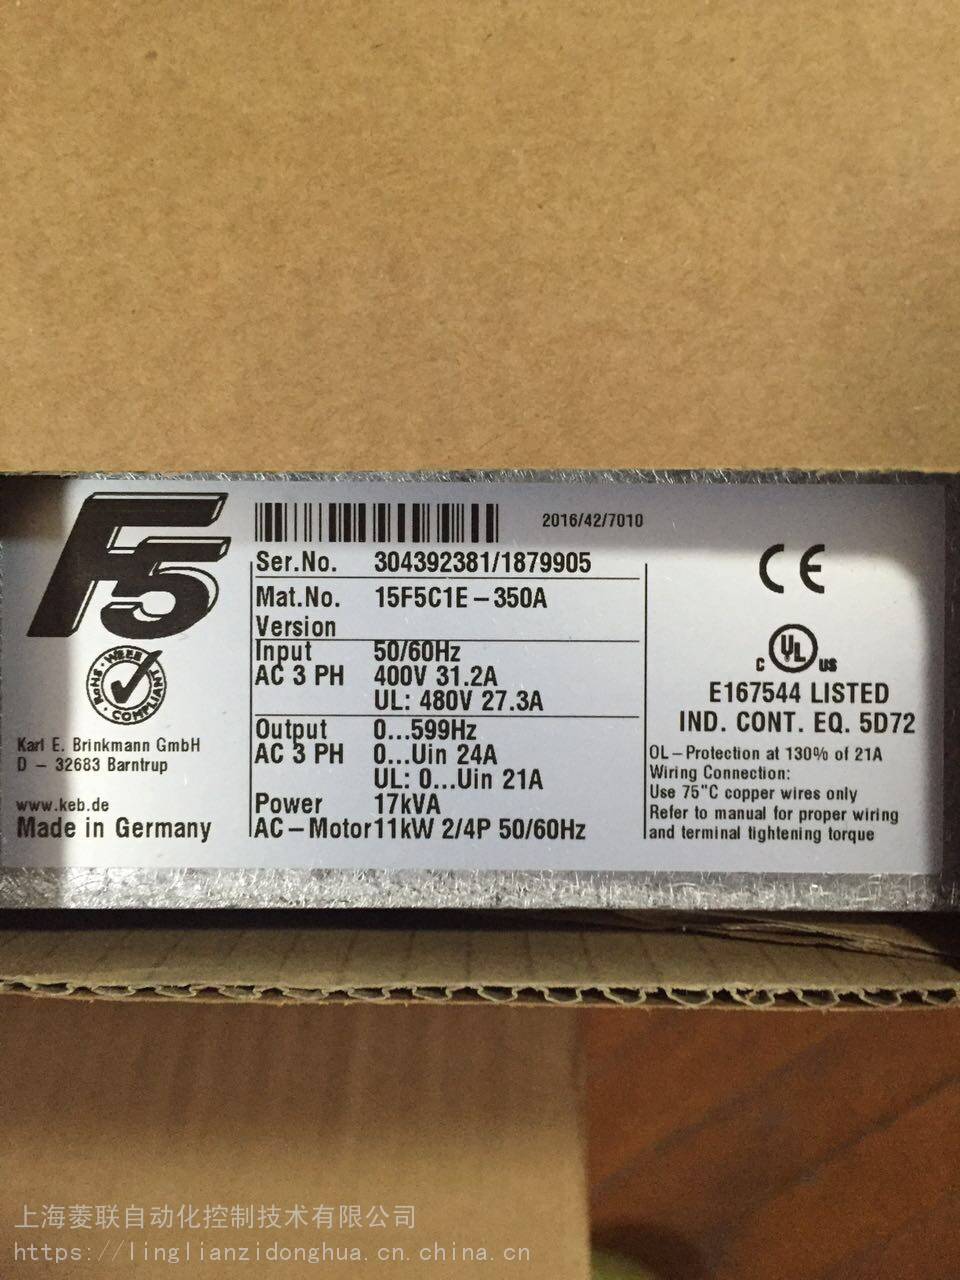 F5
2016/42/7010
Ser.No. 304392381/1879905
Mat.No. 15F5C1E-350A
Version
Input 50/60Hz
AC 3 PH 400V 31.2A
UL: 480V 27.3A
Output 0...599Hz
AC 3 PH 0...Uin 24A
UL: 0...Uin 21A
Power 17kVA
AC-Motor 11kW 2/4P 50/60Hz
WEEE RoHS COMPLIANT
Karl E. Brinkmann GmbH
D - 32683 Barntrup
www.keb.de
Made in Germany
CE
C UL US
E167544 LISTED
IND. CONT. EQ. 5D72
OL-Protection at 130% of 21A
Wiring Connection:
Use 75"C copper wires only
Refer to manual for proper wiring
and terminal tightening torque
上海菱联自动化控制技术有限公司
https://linglianzidonghua.cn.china.cn